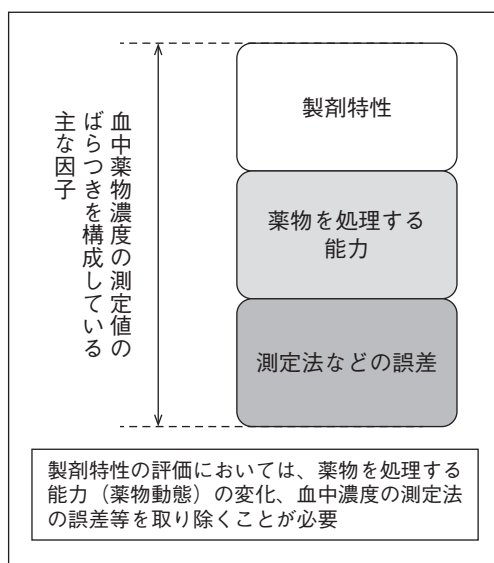 血中薬物濃度の測定値の
ばらつきを構成している
主な因子
製剤特性
薬物を処理する
能力
測定法などの誤差
製剤特性の評価においては、薬物を処理する
能力（薬物動態）の変化、血中濃度の測定法
の誤差等を取り除くことが必要